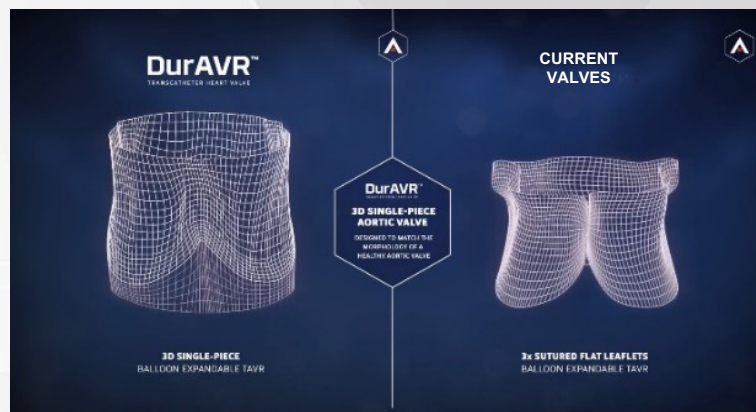 DurAVR™
TRANSCATHETER HEART VALVE
CURRENT
VALVES
DurAVR™
3D SINGLE-PIECE
AORTIC VALVE
DESIGNED TO MATCH THE
MORPHOLOGY OF A
HEALTHY AORTIC VALVE
3D SINGLE-PIECE
BALLOON EXPANDABLE TAVR
3x SUTURED FLAT LEAFLETS
BALLOON EXPANDABLE TAVR